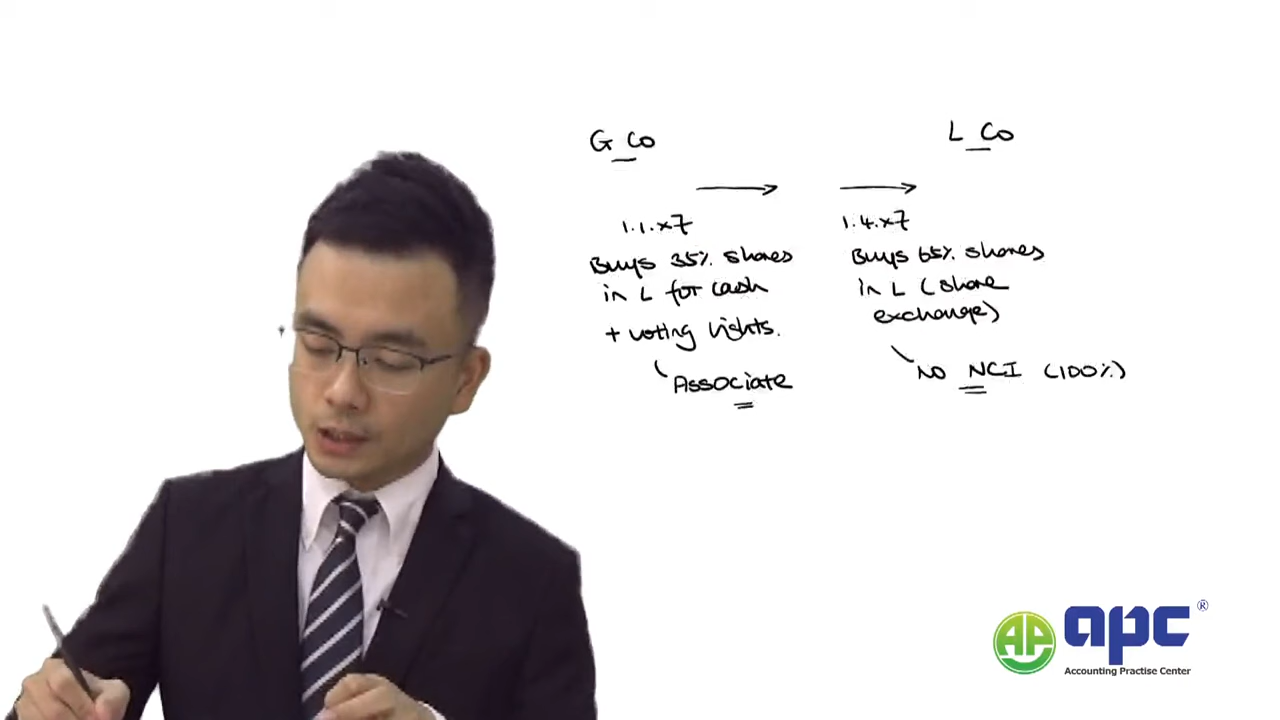 G Co
L Co
1.1.x7
Buys 35% shares
in L for cash
+ voting rights.
Associate
1.4.x7
Buys 65% shares
in L (share
exchange)
No NCI (100%)
AP
apc®
Accounting Practise Center